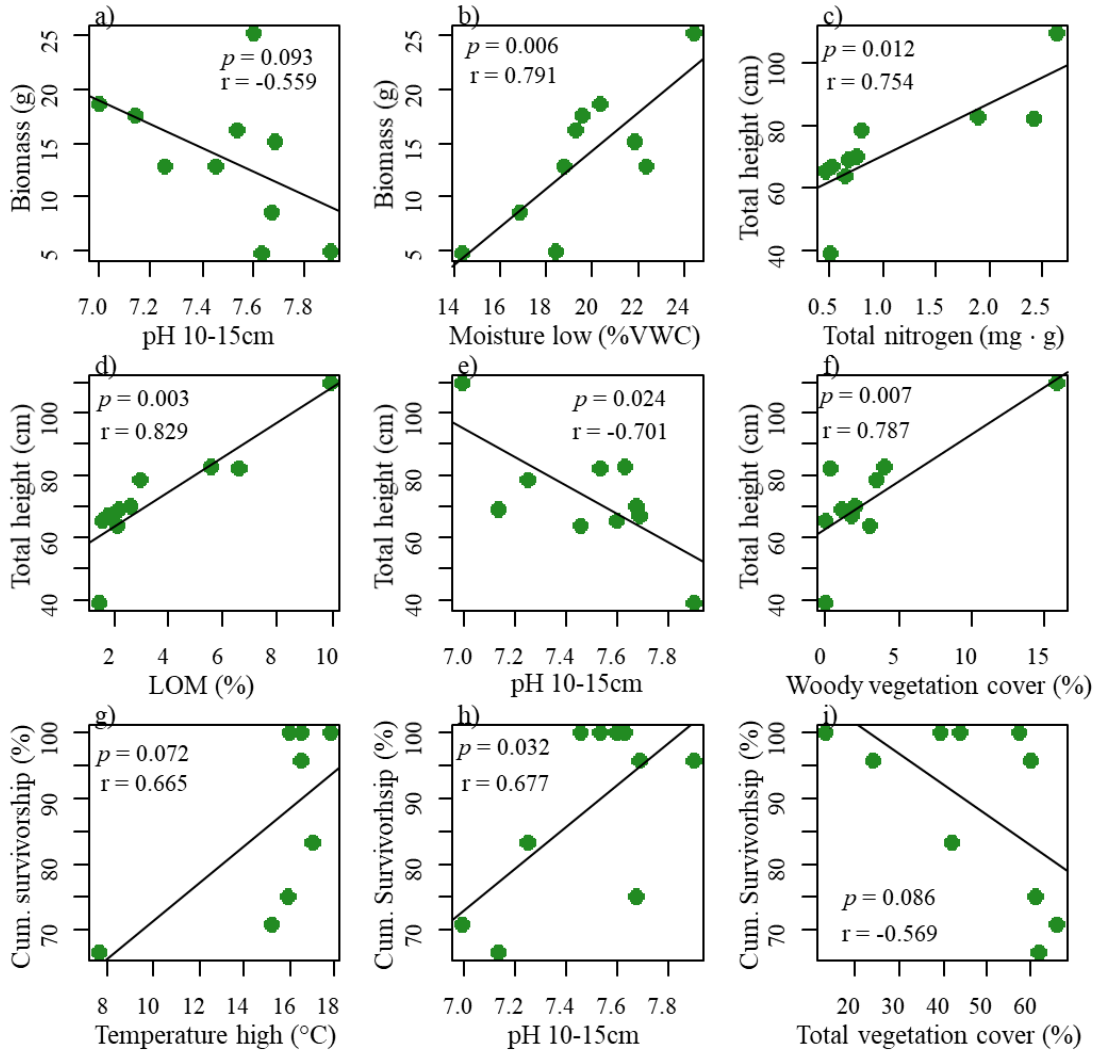 a)
p = 0.093
r = -0.559
Biomass (g)
5 10 15 20 25
7.0 7.2 7.4 7.6 7.8
pH 10-15cm
b)
p = 0.006
r = 0.791
Biomass (g)
5 10 15 20 25
14 16 18 20 22 24
Moisture low (%VWC)
c)
p = 0.012
r = 0.754
Total height (cm)
40 60 80 100
0.5 1.0 1.5 2.0 2.5
Total nitrogen (mg · g)
d)
p = 0.003
r = 0.829
Total height (cm)
40 60 80 100
2 4 6 8 10
LOM (%)
e)
p = 0.024
r = -0.701
Total height (cm)
40 60 80 100
7.0 7.2 7.4 7.6 7.8
pH 10-15cm
f)
p = 0.007
r = 0.787
Total height (cm)
40 60 80 100
0 5 10 15
Woody vegetation cover (%)
g)
p = 0.072
r = 0.665
Cum. survivorship (%)
70 80 90 100
8 10 12 14 16 18
Temperature high (°C)
h)
p = 0.032
r = 0.677
Cum. Survivorhsip (%)
70 80 90 100
7.0 7.2 7.4 7.6 7.8
pH 10-15cm
i)
p = 0.086
r = -0.569
Cum. Survivorhsip (%)
70 80 90 100
20 30 40 50 60
Total vegetation cover (%)